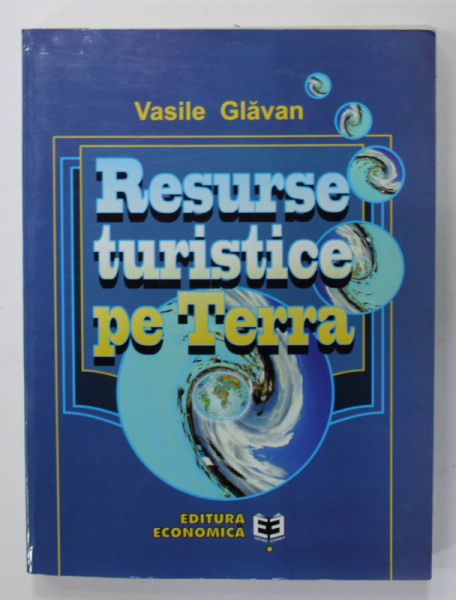 Vasile Glăvan
Resurse
turistice
pe Terra
EDITURA
ECONOMICA